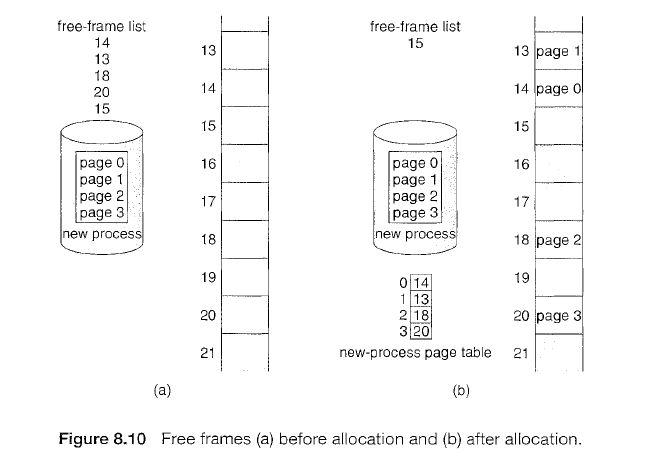 free-frame list
14
13
18
20
15
page 0
page 1
page 2
page 3
new process
13
14
15
16
17
18
19
20
21
(a)
free-frame list
15
page 0
page 1
page 2
page 3
new process
0 14
1 13
2 18
3 20
new-process page table
13 page 1
14 page 0
15
16
17
18 page 2
19
20 page 3
21
(b)
Figure 8.10 Free frames (a) before allocation and (b) after allocation.